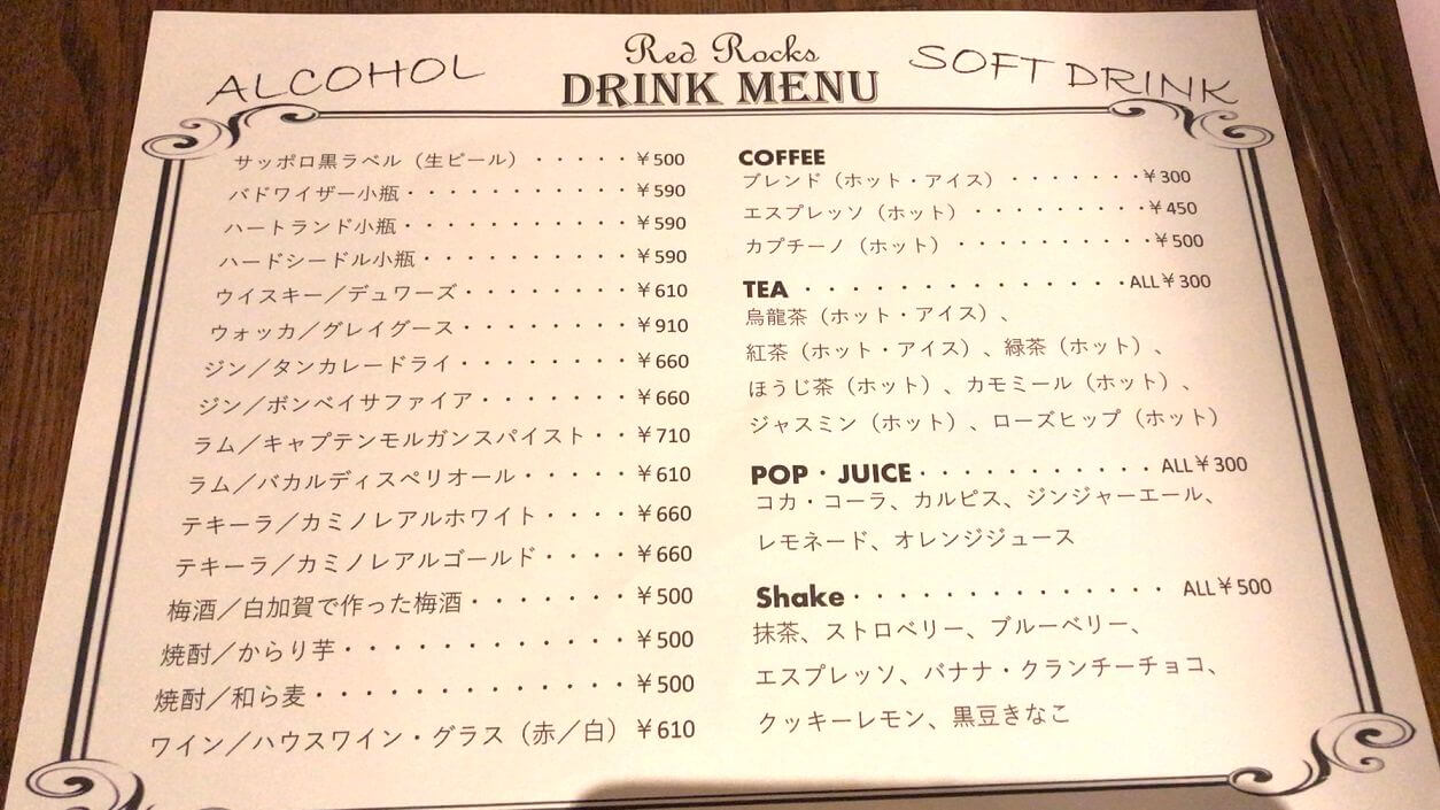 Red Rocks
DRINK MENU
ALCOHOL
サッポロ黒ラベル（生ビール）・・・・・¥500
バドワイザー小瓶・・・・・・・・・・¥590
ハートランド小瓶・・・・・・・・・・¥590
ハードシードル小瓶・・・・・・・・・・¥590
ウイスキー／デュワーズ・・・・・・・・¥610
ウォッカ／グレイグース・・・・・・・・¥910
ジン／タンカレードライ・・・・・・・・¥660
ジン／ボンベイサファイア・・・・・・・¥660
ラム／キャプテンモルガンスパイスト・・¥710
ラム／バカルディスペリオール・・・・・¥610
テキーラ／カミノレアルホワイト・・・・¥660
テキーラ／カミノレアルゴールド・・・・¥660
梅酒／白加賀で作った梅酒・・・・・・・¥500
焼酎／からり芋・・・・・・・・・・・・¥500
焼酎／和ら麦・・・・・・・・・・・・・¥500
ワイン／ハウスワイン・グラス（赤／白）¥610
SOFT DRINK
COFFEE
ブレンド（ホット・アイス）・・・・・・・¥300
エスプレッソ（ホット）・・・・・・・・・¥450
カプチーノ（ホット）・・・・・・・・・・¥500
TEA・・・・・・・・・・・・・・・ALL¥300
烏龍茶（ホット・アイス）、
紅茶（ホット・アイス）、緑茶（ホット）、
ほうじ茶（ホット）、カモミール（ホット）、
ジャスミン（ホット）、ローズヒップ（ホット）
POP・JUICE・・・・・・・・・・・ALL¥300
コカ・コーラ、カルピス、ジンジャーエール、
レモネード、オレンジジュース
Shake・・・・・・・・・・・・・・ALL¥500
抹茶、ストロベリー、ブルーベリー、
エスプレッソ、バナナ・クランチーチョコ、
クッキーレモン、黒豆きなこ